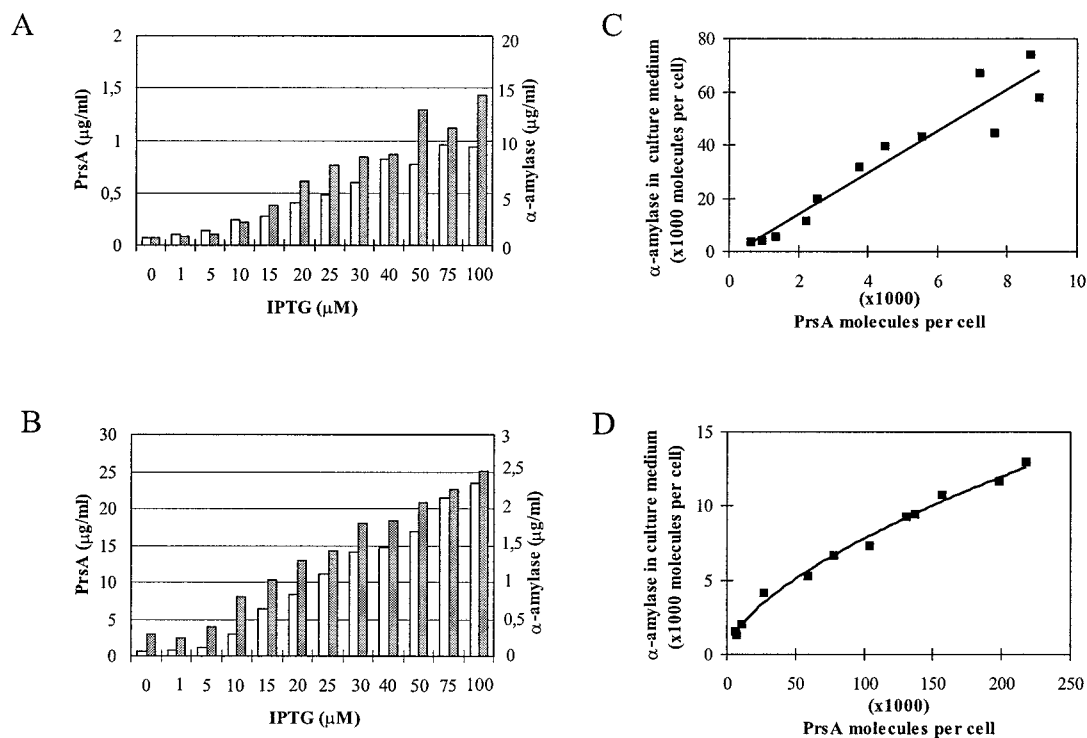 A
2
1,5
1
0,5
0
PrsA (μg/ml)
20
15
10
5
0
α-amylase (μg/ml)
0 1 5 10 15 20 25 30 40 50 75 100
IPTG (μM)
C
80
60
40
20
0
α-amylase in culture medium
(x1000 molecules per cell)
0 2 4 6 8 10
(x1000)
PrsA molecules per cell
B
30
25
20
15
10
5
0
PrsA (μg/ml)
3
2,5
2
1,5
1
0,5
0
α-amylase (μg/ml)
0 1 5 10 15 20 25 30 40 50 75 100
IPTG (μM)
D
15
10
5
0
α-amylase in culture medium
(x1000 molecules per cell)
0 50 100 150 200 250
(x1000)
PrsA molecules per cell